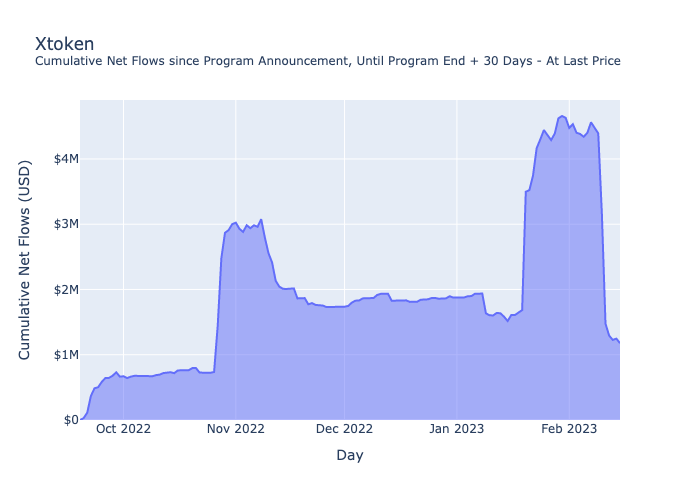 Xtoken
Cumulative Net Flows since Program Announcement, Until Program End + 30 Days - At Last Price
Cumulative Net Flows (USD)
$4M
$3M
$2M
$1M
$0
Oct 2022
Nov 2022
Dec 2022
Jan 2023
Feb 2023
Day